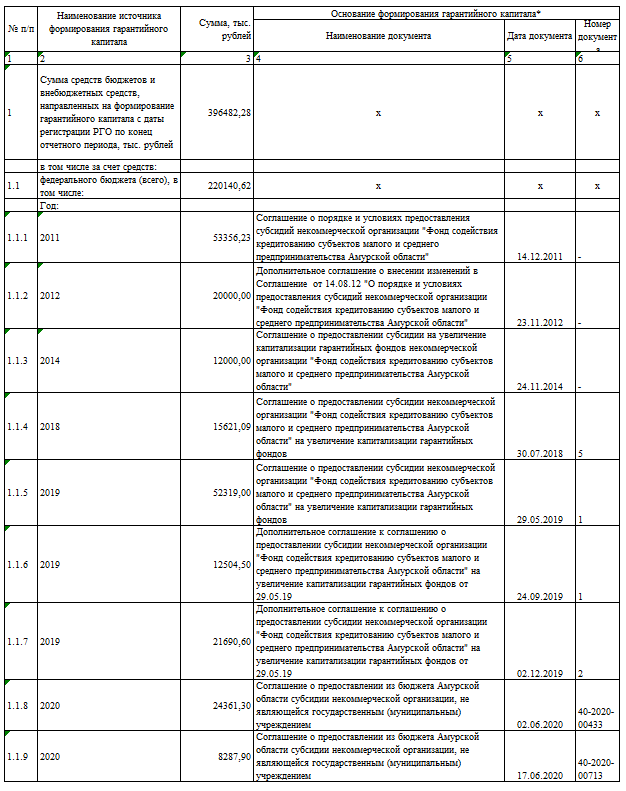 № п/п
Наименование источника
формирования гарантийного
капитала
Сумма, тыс.
рублей
Основание формирования гарантийного капитала*
Наименование документа
Дата документа
Номер
документ
1
2
3
4
5
6
1
Сумма средств бюджетов и
внебюджетных средств,
направленных на формирование
гарантийного капитала с даты
регистрации РГО по конец
отчетного периода, тыс. рублей
396482,28
х
х
х
в том числе за счет средств:
1.1
федерального бюджета (всего), в
том числе:
220140,62
х
х
х
Год:
1.1.1
2011
53356,23
Соглашение о порядке и условиях предоставления
субсидий некоммерческой организации "Фонд содействия
кредитованию субъектов малого и среднего
предпринимательства Амурской области"
14.12.2011
-
1.1.2
2012
20000,00
Дополнительное соглашение о внесении изменений в
Соглашение от 14.08.12 "О порядке и условиях
предоставления субсидий некоммерческой организации
"Фонд содействия кредитованию субъектов малого и
среднего предпринимательства Амурской области"
23.11.2012
-
1.1.3
2014
12000,00
Соглашение о предоставлении субсидии на увеличение
капитализации гарантийных фондов некоммерческой
организации "Фонд содействия кредитованию субъектов
малого и среднего предпринимательства Амурской
области"
24.11.2014
-
1.1.4
2018
15621,09
Соглашение о предоставлении субсидии некоммерческой
организации "Фонд содействия кредитованию субъектов
малого и среднего предпринимательства Амурской
области" на увеличение капитализации гарантийных
фондов
30.07.2018
5
1.1.5
2019
52319,00
Соглашение о предоставлении субсидии некоммерческой
организации "Фонд содействия кредитованию субъектов
малого и среднего предпринимательства Амурской
области" на увеличение капитализации гарантийных
фондов
29.05.2019
1
1.1.6
2019
12504,50
Дополнительное соглашение к соглашению о
предоставлении субсидии некоммерческой организации
"Фонд содействия кредитованию субъектов малого и
среднего предпринимательства Амурской области" на
увеличение капитализации гарантийных фондов от
29.05.19
24.09.2019
1
1.1.7
2019
21690,60
Дополнительное соглашение к соглашению о
предоставлении субсидии некоммерческой организации
"Фонд содействия кредитованию субъектов малого и
среднего предпринимательства Амурской области" на
увеличение капитализации гарантийных фондов от
29.05.19
02.12.2019
2
1.1.8
2020
24361,30
Соглашение о предоставлении из бюджета Амурской
области субсидии некоммерческой организации, не
являющейся государственным (муниципальным)
учреждением
02.06.2020
40-2020-
00433
1.1.9
2020
8287,90
Соглашение о предоставлении из бюджета Амурской
области субсидии некоммерческой организации, не
являющейся государственным (муниципальным)
учреждением
17.06.2020
40-2020-
00713